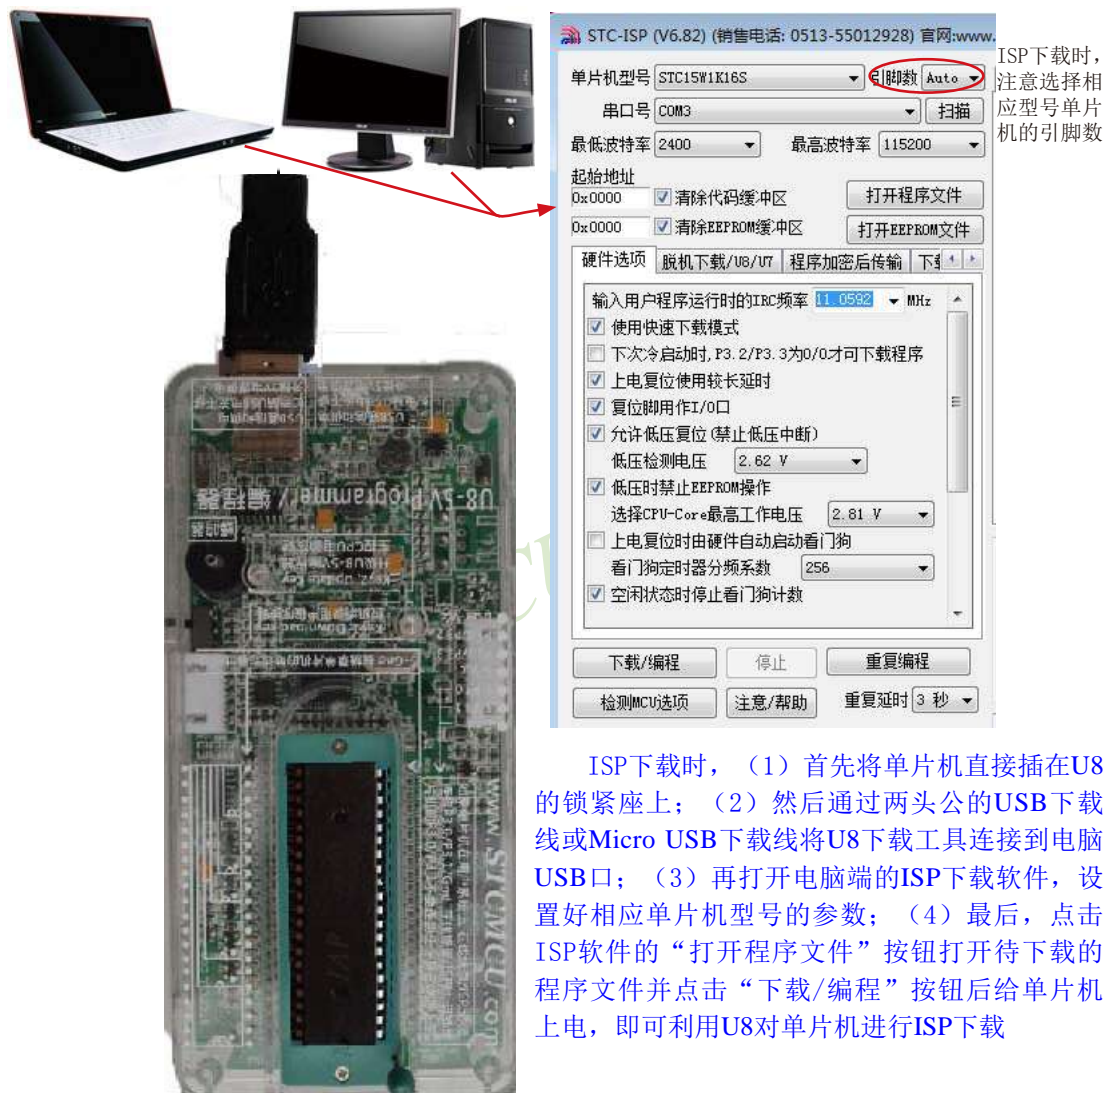 STC-ISP (V6.82) (销售电话: 0513-55012928) 官网:www.
单片机型号 STC15W1K16S 引脚数 Auto
串口号 COM3 扫描
最低波特率 2400 最高波特率 115200
起始地址
0x0000 清除代码缓冲区 打开程序文件
0x0000 清除EEPROM缓冲区 打开EEPROM文件
硬件选项 脱机下载/U8/U7 程序加密后传输
输入用户程序运行时的IRC频率 11.0592 MHz
使用快速下载模式
下次冷启动时,P3.2/P3.3为0/0才可下载程序
上电复位使用较长延时
复位脚用作I/O口
允许低压复位(禁止低压中断)
低压检测电压 2.62 V
低压时禁止EEPROM操作
选择CPU-Core最高工作电压 2.81 V
上电复位时由硬件自动启动看门狗
看门狗定时器分频系数 256
空闲状态时停止看门狗计数
下载/编程 停止 重复编程
检测MCU选项 注意/帮助 重复延时 3 秒
ISP下载时，
注意选择相
应型号单片
机的引脚数
U8-5V Programmer / 编程器
www.STCMCU.com
ISP下载时，（1）首先将单片机直接插在U8
的锁紧座上；（2）然后通过两头公的USB下载
线或Micro USB下载线将U8下载工具连接到电脑
USB口；（3）再打开电脑端的ISP下载软件，设
置好相应单片机型号的参数；（4）最后，点击
ISP软件的“打开程序文件”按钮打开待下载的
程序文件并点击“下载/编程”按钮后给单片机
上电，即可利用U8对单片机进行ISP下载